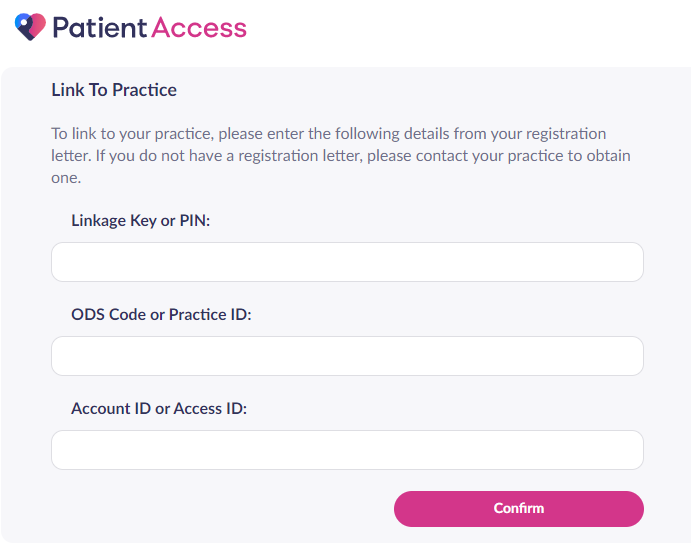 Patient Access
Link To Practice
To link to your practice, please enter the following details from your registration
letter. If you do not have a registration letter, please contact your practice to obtain
one.
Linkage Key or PIN:
ODS Code or Practice ID:
Account ID or Access ID:
Confirm